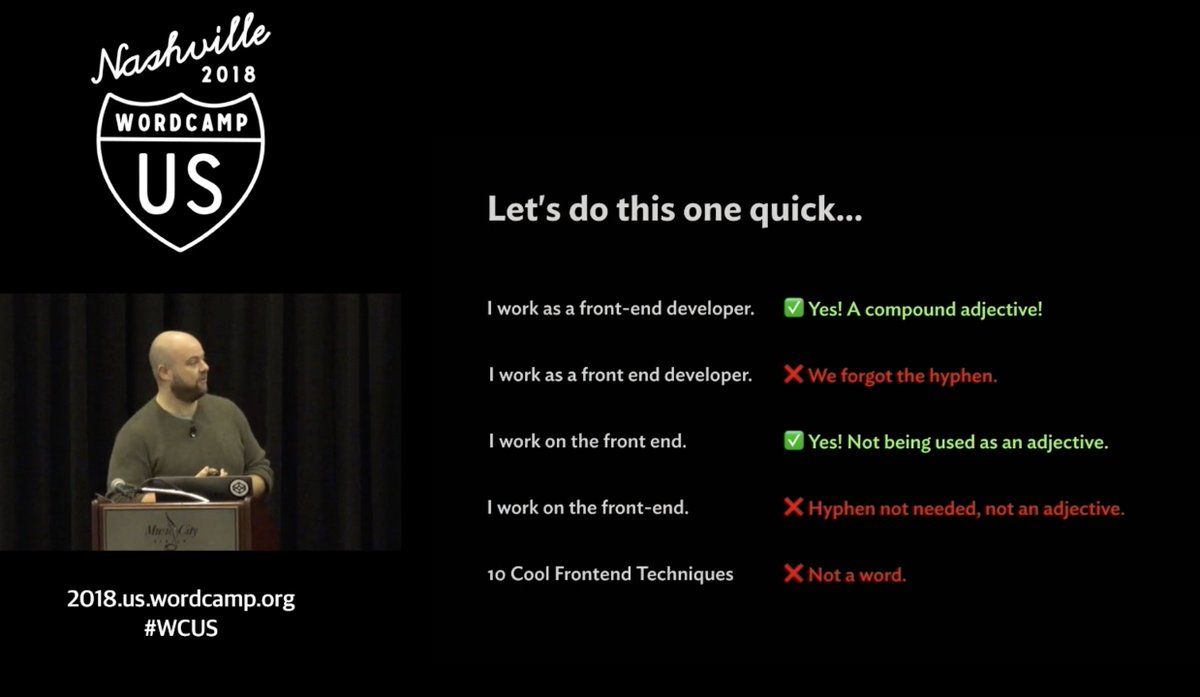 Nashville
2018
WORDCAMP
US
Let's do this one quick...
I work as a front-end developer. ✅ Yes! A compound adjective!
I work as a front end developer. ❌ We forgot the hyphen.
I work on the front end. ✅ Yes! Not being used as an adjective.
I work on the front-end. ❌ Hyphen not needed, not an adjective.
10 Cool Frontend Techniques ❌ Not a word.
Music City
2018.us.wordcamp.org
#WCUS